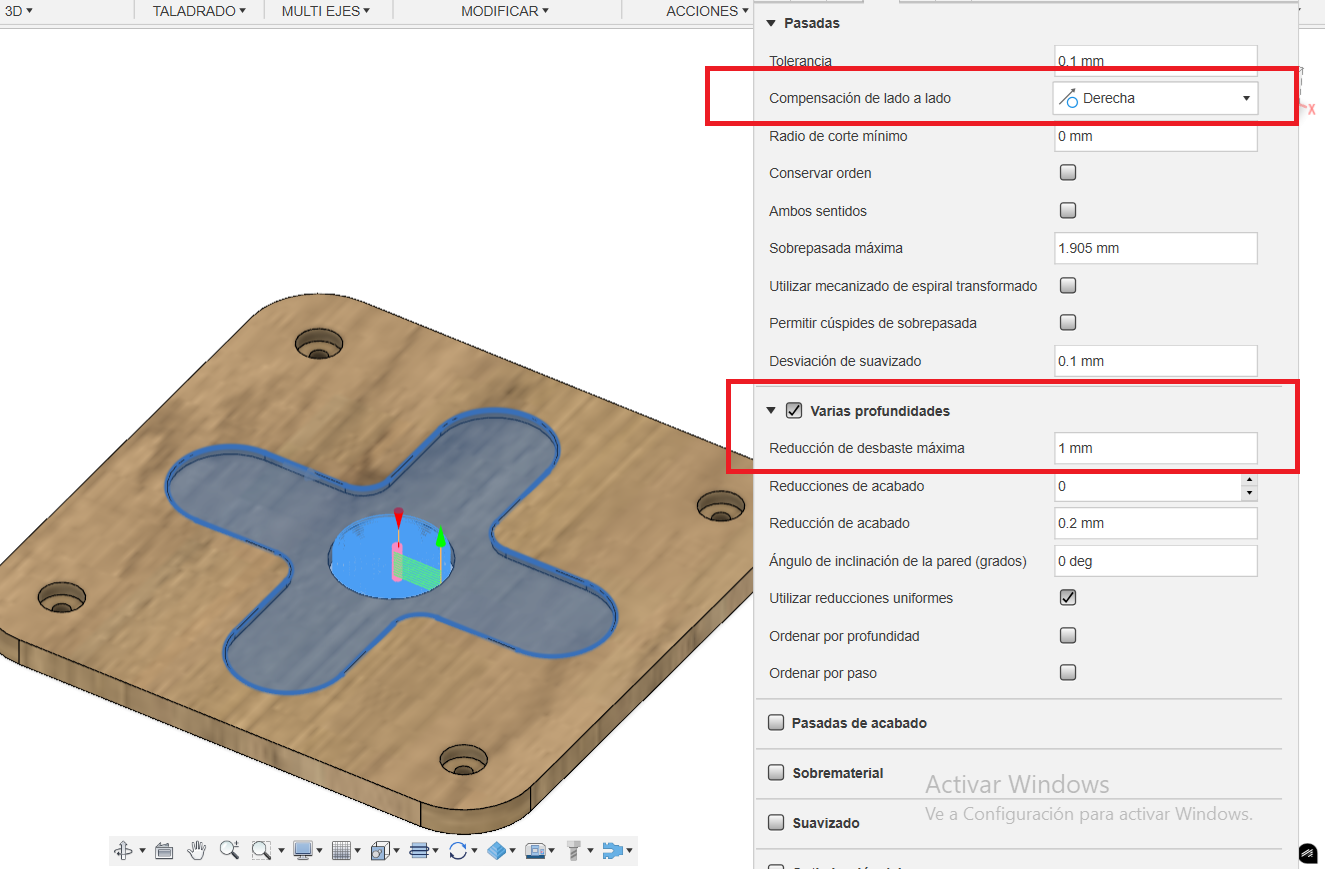 3D
TALADRADO
MULTI EJES
MODIFICAR
ACCIONES
Pasadas
Tolerancia
0.1 mm
Compensación de lado a lado
Derecha
X
Radio de corte mínimo
0 mm
Conservar orden
Ambos sentidos
Sobrepasada máxima
1.905 mm
Utilizar mecanizado de espiral transformado
Permitir cúspides de sobrepasada
Desviación de suavizado
0.1 mm
Varias profundidades
Reducción de desbaste máxima
1 mm
Reducciones de acabado
0
Reducción de acabado
0.2 mm
Ángulo de inclinación de la pared (grados)
0 deg
Utilizar reducciones uniformes
Ordenar por profundidad
Ordenar por paso
Pasadas de acabado
Sobrematerial
Activar Windows
Ve a Configuración para activar Windows.
Suavizado